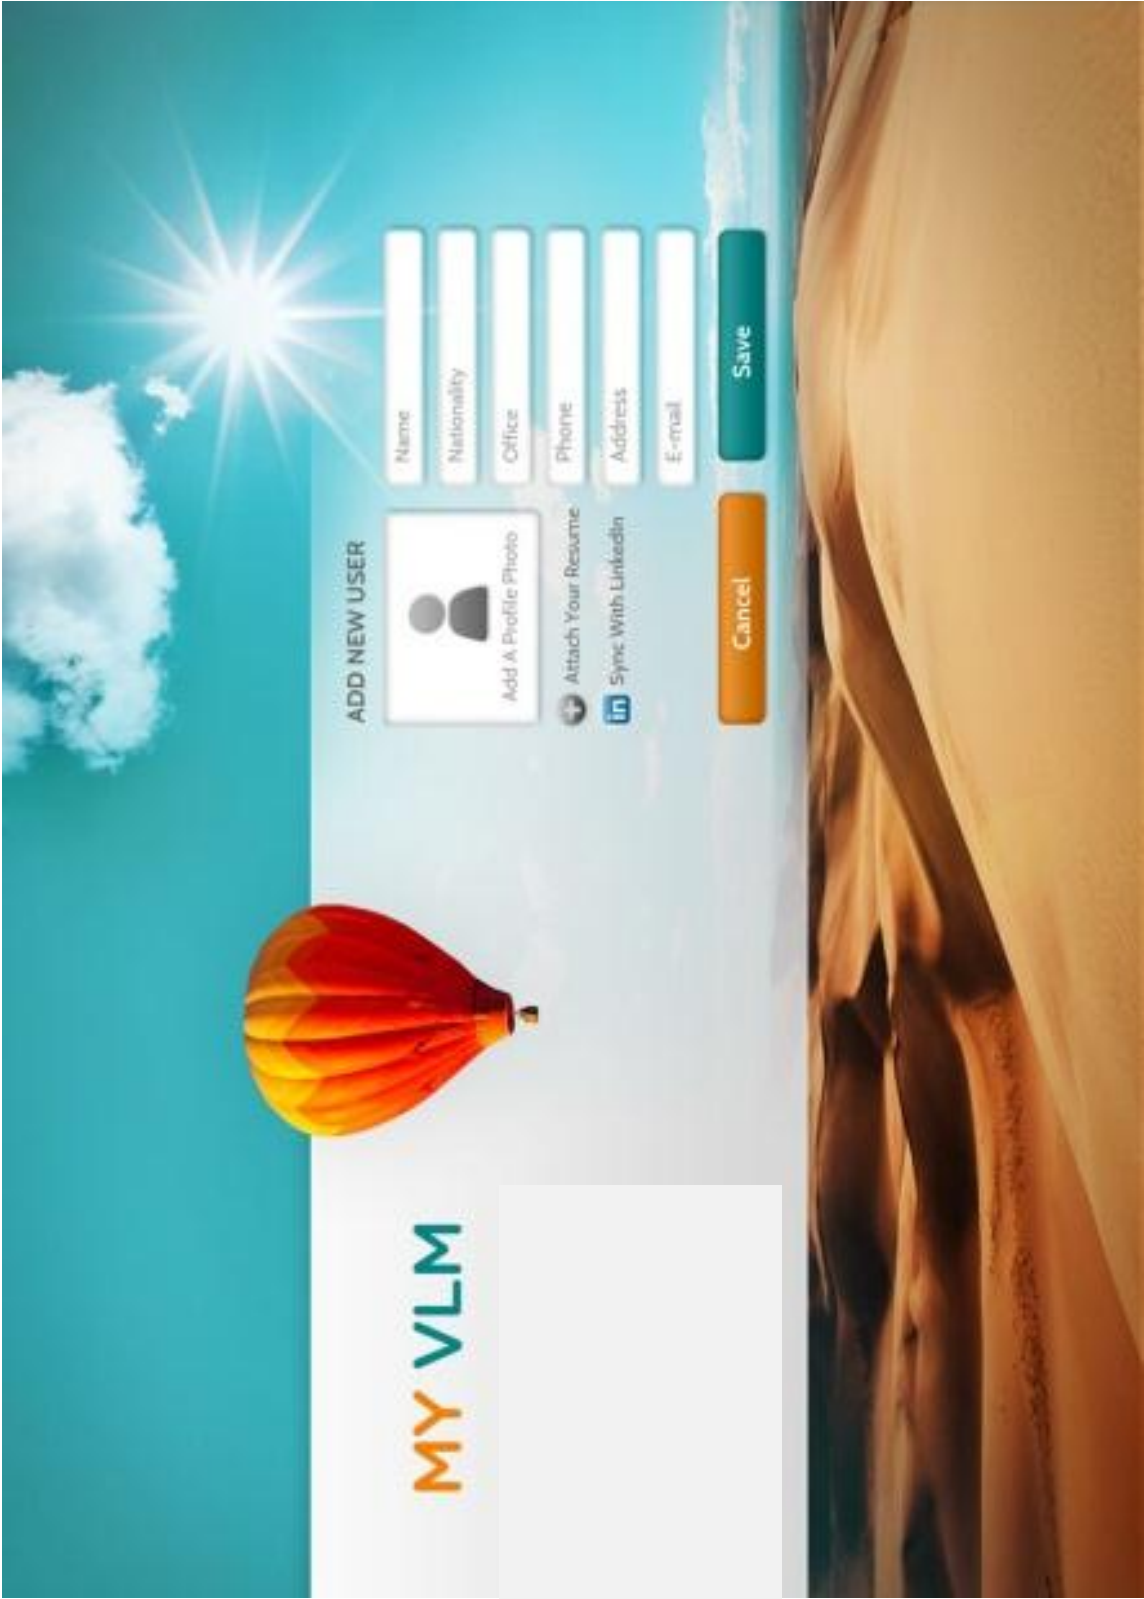 MY VLM
ADD NEW USER
Add A Profile Photo
Attach Your Resume
in Sync With LinkedIn
Name
Nationality
Office
Phone
Address
E-mail
Cancel
Save